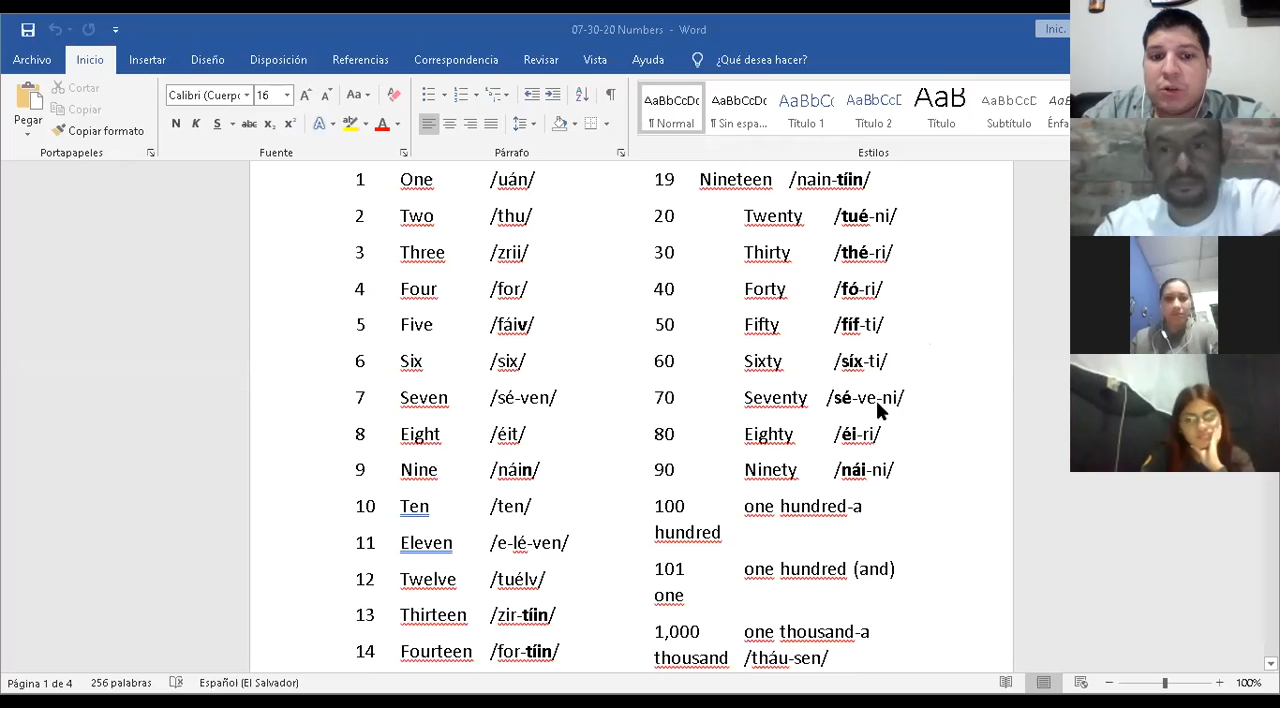 07-30-20 Numbers - Word
Inic.
Archivo Inicio Insertar Diseño Disposición Referencias Correspondencia Revisar Vista Ayuda ¿Qué desea hacer?
Pegar
Cortar
Copiar
Copiar formato
Portapapeles
Calibri (Cuerpo 16
N K S abc x₂ x²
Fuente
Párrafo
AaBbCcDc AaBbCcDc AaBbCc AaBbCcD AaB AaBbCcD
¶ Normal ¶ Sin espa... Título 1 Título 2 Título Subtítulo Énfa
Estilos
1 One /uán/
2 Two /thu/
3 Three /zrii/
4 Four /for/
5 Five /fáiv/
6 Six /six/
7 Seven /sé-ven/
8 Eight /éit/
9 Nine /náin/
10 Ten /ten/
11 Eleven /e-lé-ven/
12 Twelve /tuélv/
13 Thirteen /zir-tíin/
14 Fourteen /for-tíin/
19 Nineteen /nain-tíin/
20 Twenty /tué-ni/
30 Thirty /thé-ri/
40 Forty /fó-ri/
50 Fifty /fíf-ti/
60 Sixty /síx-ti/
70 Seventy /sé-ve-ni/
80 Eighty /éi-ri/
90 Ninety /nái-ni/
100 one hundred-a
hundred
101 one hundred (and)
one
1,000 one thousand-a
thousand /tháu-sen/
Página 1 de 4 256 palabras Español (El Salvador) 100%